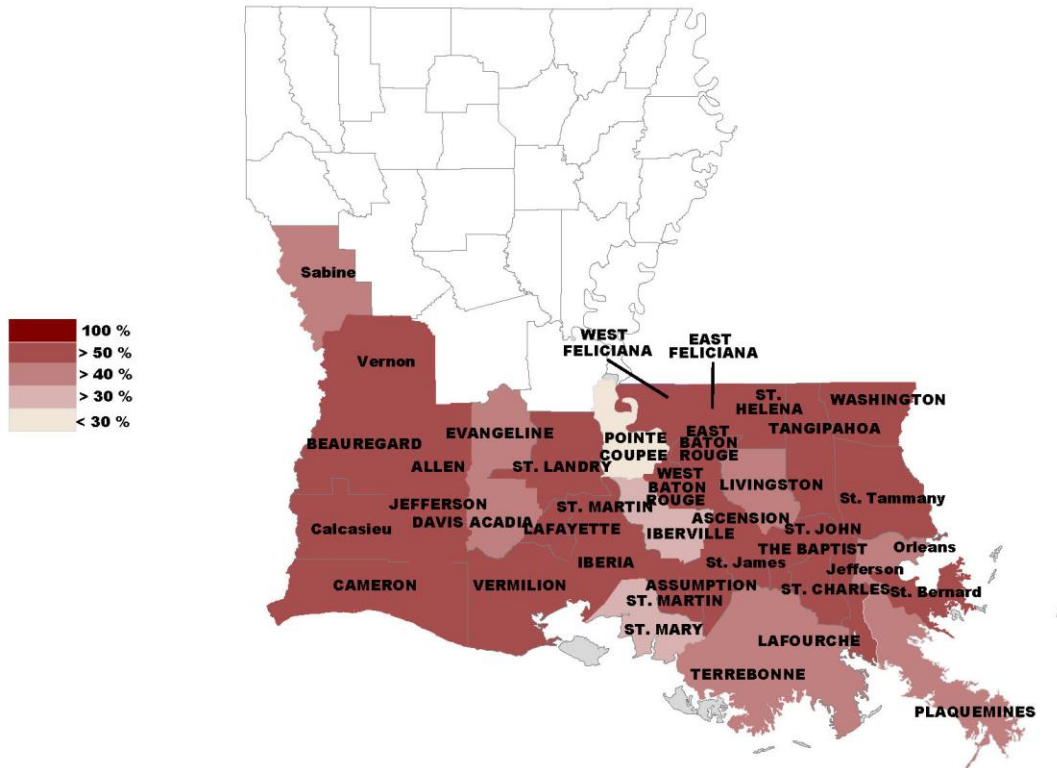 Sabine
WEST
FELICIANA
EAST
FELICIANA
100 %
> 50 %
> 40 %
> 30 %
< 30 %
Vernon
ST.
HELENA
WASHINGTON
TANGIPAHOA
BEAUREGARD
EVANGELINE
POINTE
COUPEE
EAST
BATON
ROUGE
ALLEN
ST. LANDRY
WEST
BATON
ROUGE
LIVINGSTON
St. Tammany
JEFFERSON
DAVIS
ACADIA
ST. MARTIN
LAFAYETTE
Calcasieu
IBERVILLE
ASCENSION
ST. JOHN
THE BAPTIST
Orleans
IBERIA
St. James
Jefferson
CAMERON
VERMILION
ASSUMPTION
ST. CHARLES
St. Bernard
ST. MARTIN
ST. MARY
LAFOURCHE
TERREBONNE
PLAQUEMINES